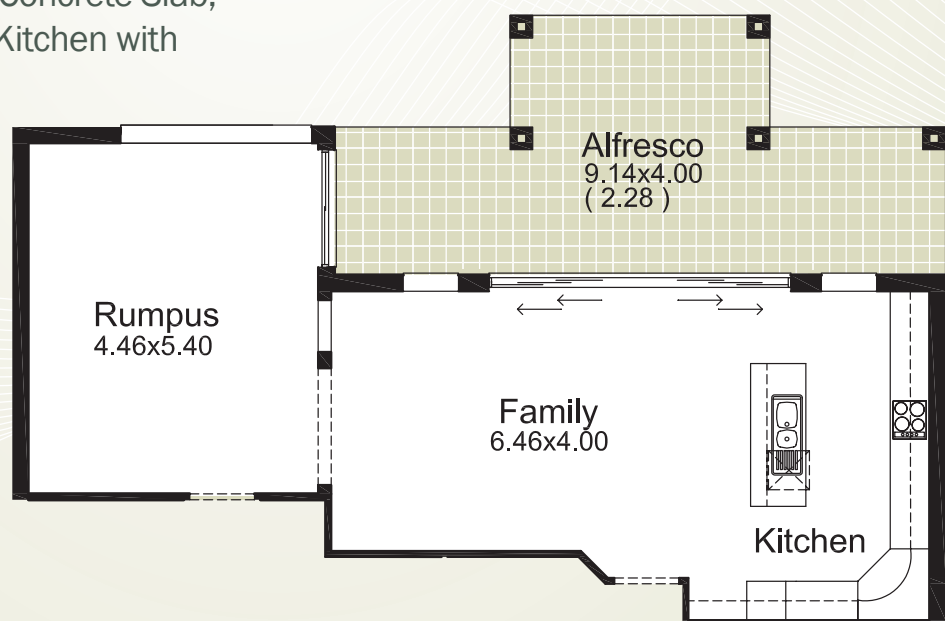 Concrete Slab,
Kitchen with
Alfresco
9.14x4.00
( 2.28 )
Rumpus
4.46x5.40
Family
6.46x4.00
Kitchen